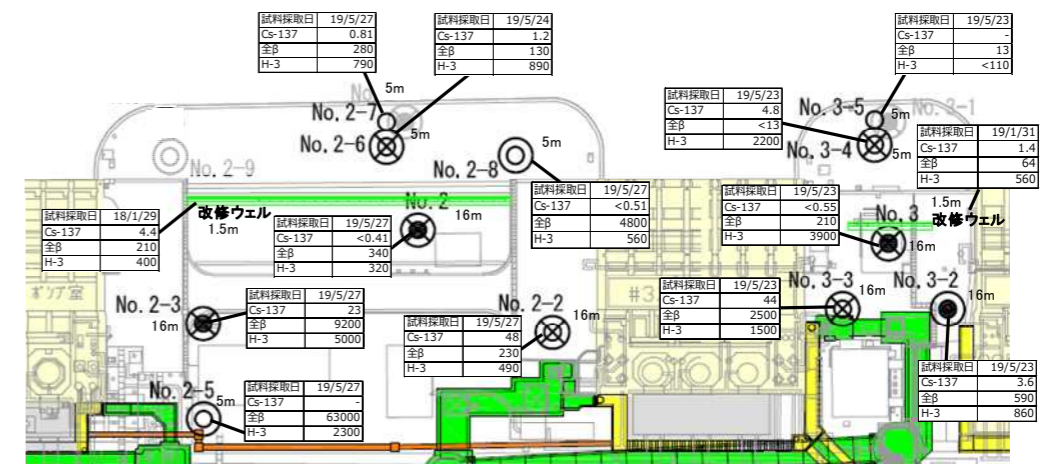 試料採取日 19/5/27
Cs-137 0.81
全β 280
H-3 790
試料採取日 19/5/24
Cs-137 1.2
全β 130
H-3 890
試料採取日 19/5/23
Cs-137 -
全β 13
H-3 <110
5m
No. 2-7
5m
No. 2-6
試料採取日 19/5/23
Cs-137 4.8
全β <13
H-3 2200
No. 3-5
5m
No. 3-1
No. 3-4
5m
試料採取日 19/1/31
Cs-137 1.4
全β 64
H-3 560
1.5m
改修ウェル
No. 2-9
No. 2-8
5m
試料採取日 18/1/29
Cs-137 4.4
全β 210
H-3 400
改修ウェル
1.5m
No. 2
16m
試料採取日 19/5/27
Cs-137 <0.41
全β 340
H-3 320
試料採取日 19/5/27
Cs-137 <0.51
全β 4800
H-3 560
試料採取日 19/5/23
Cs-137 <0.55
全β 210
H-3 3900
No. 3
16m
ポンプ室
No. 2-3
16m
試料採取日 19/5/27
Cs-137 23
全β 9200
H-3 5000
No. 2-2
16m
試料採取日 19/5/27
Cs-137 48
全β 230
H-3 490
#3
試料採取日 19/5/23
Cs-137 44
全β 2500
H-3 1500
No. 3-3
16m
No. 3-2
16m
試料採取日 19/5/23
Cs-137 3.6
全β 590
H-3 860
No. 2-5
5m
試料採取日 19/5/27
Cs-137 -
全β 63000
H-3 2300